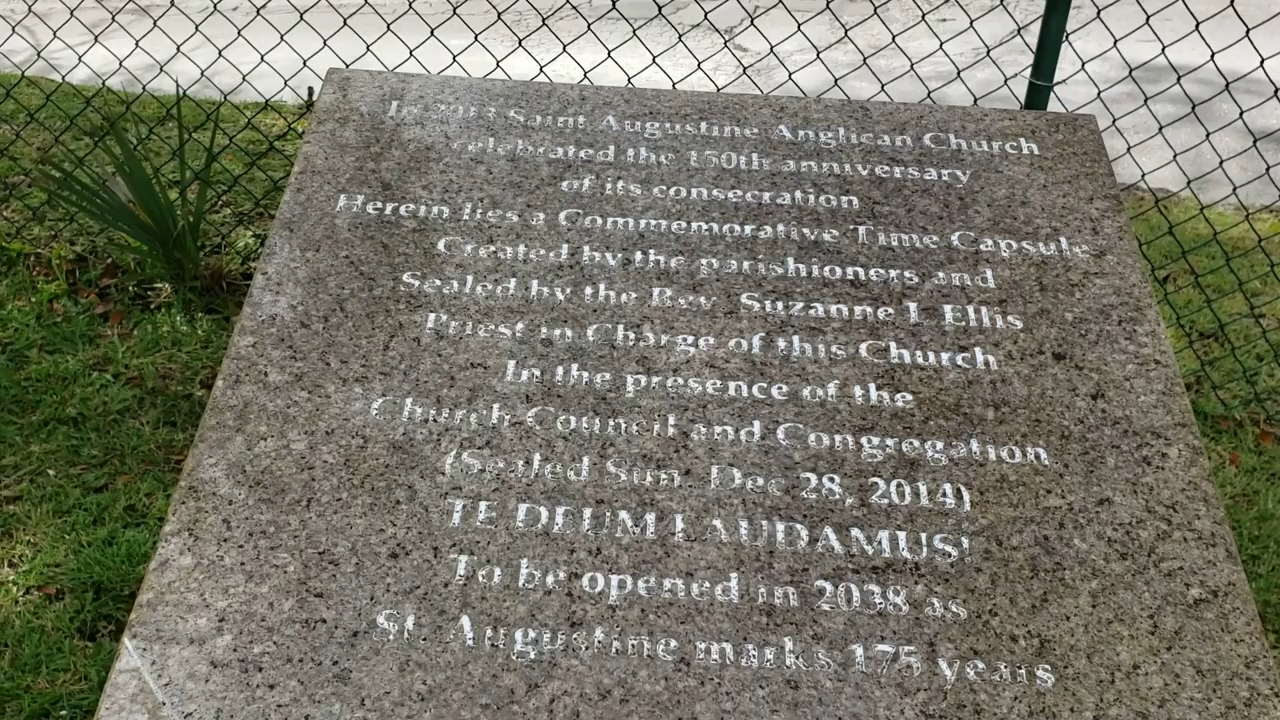 In 2013 Saint Augustine Anglican Church
celebrated the 150th anniversary
of its consecration
Herein lies a Commemorative Time Capsule
Created by the parishioners and
Sealed by the Rev. Suzanne L Ellis
Priest in Charge of this Church
In the presence of the
Church Council and Congregation
(Sealed Sun. Dec 28, 2014)
TE DEUM LAUDAMUS!
To be opened in 2038 as
St. Augustine marks 175 years